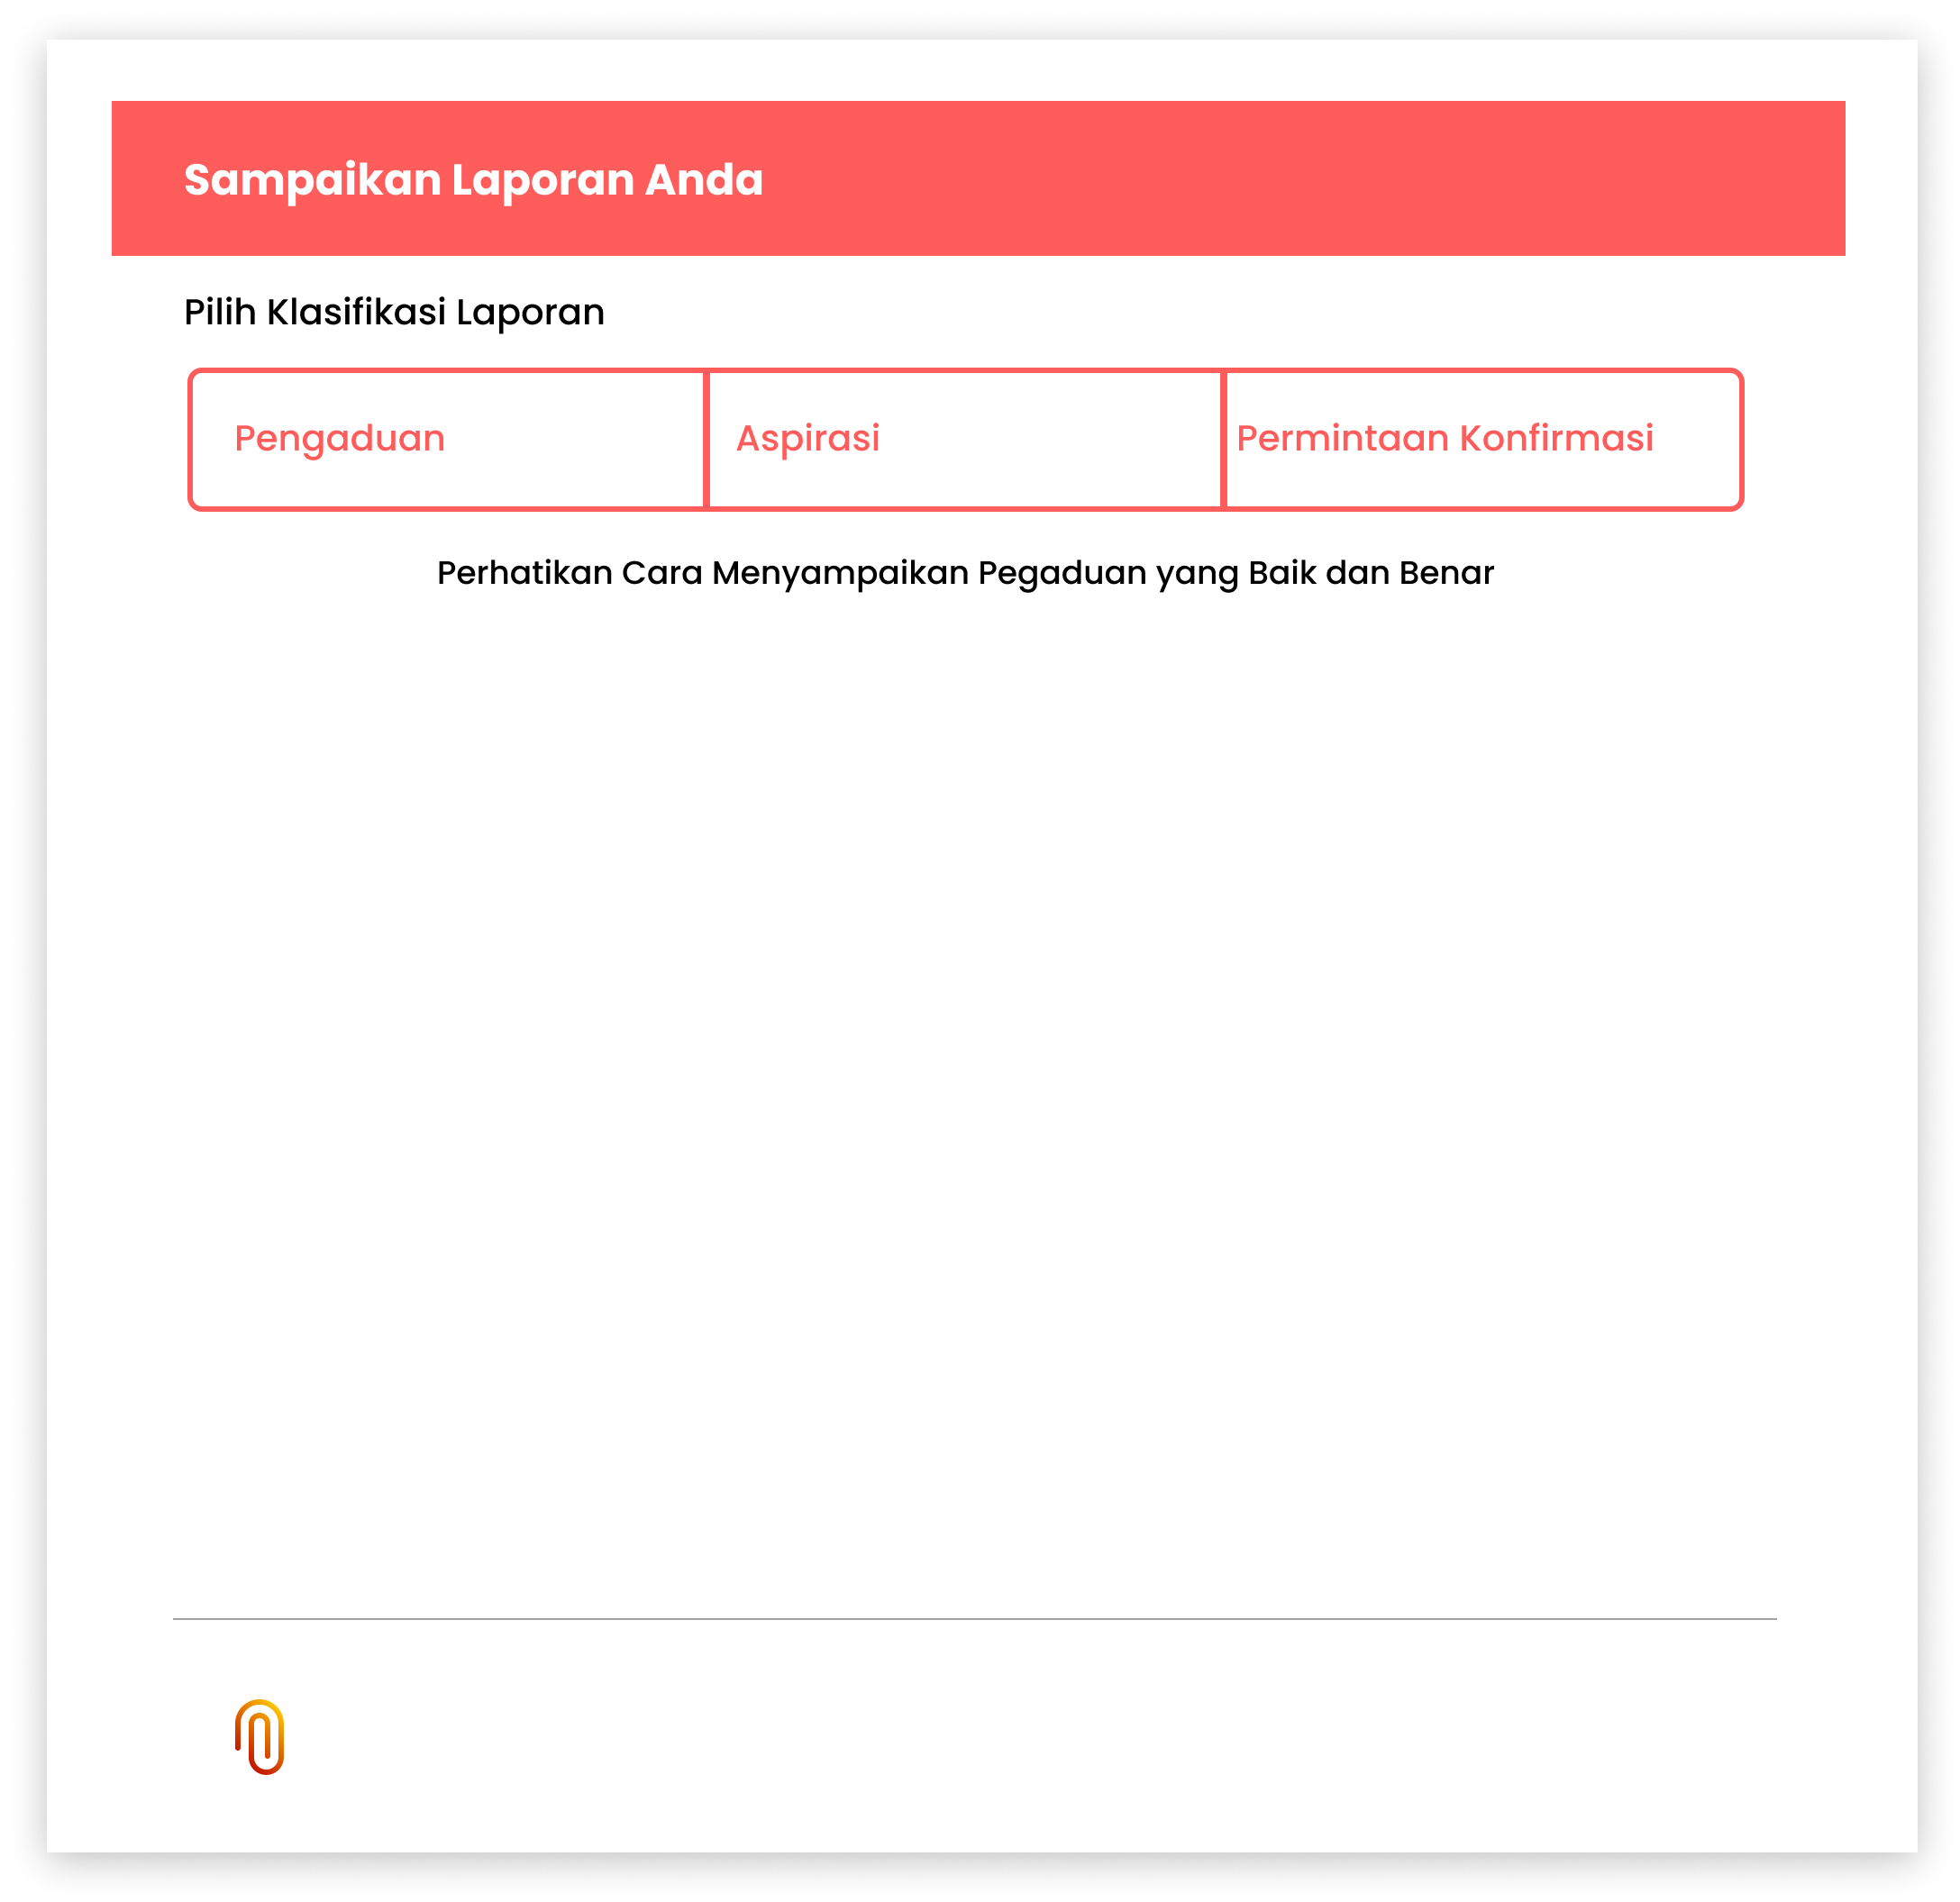 Sampaikan Laporan Anda
Pilih Klasifikasi Laporan
Pengaduan
Aspirasi
Permintaan Konfirmasi
Perhatikan Cara Menyampaikan Pegaduan yang Baik dan Benar